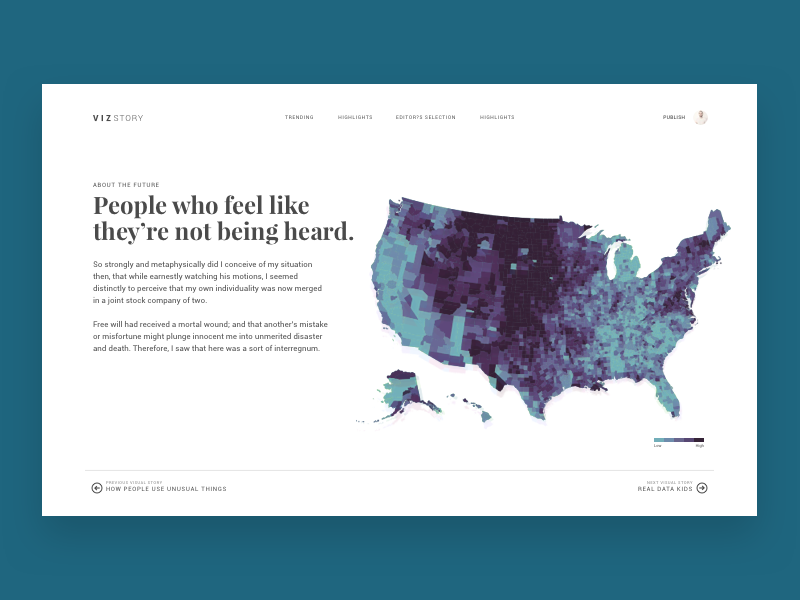 VIZSTORY
TRENDING
HIGHLIGHTS
EDITOR?S SELECTION
HIGHLIGHTS
PUBLISH
ABOUT THE FUTURE
People who feel like
they’re not being heard.
So strongly and metaphysically did I conceive of my situation
then, that while earnestly watching his motions, I seemed
distinctly to perceive that my own individuality was now merged
in a joint stock company of two.
Free will had received a mortal wound; and that another's mistake
or misfortune might plunge innocent me into unmerited disaster
and death. Therefore, I saw that here was a sort of interregnum.
Low
High
PREVIOUS VISUAL STORY
HOW PEOPLE USE UNUSUAL THINGS
NEXT VISUAL STORY
REAL DATA KIDS